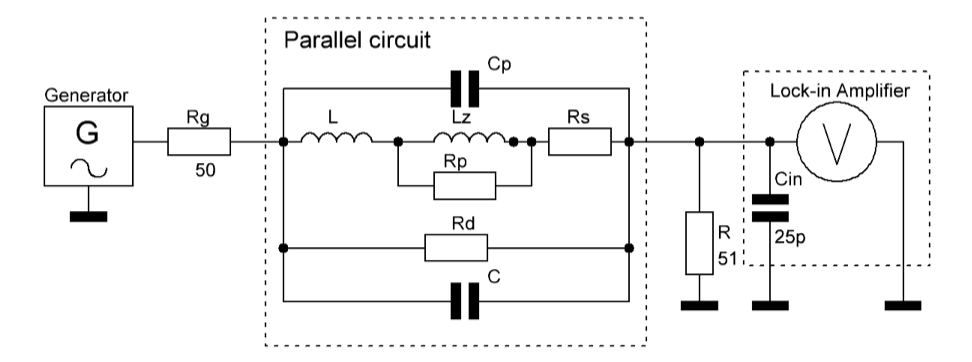 Parallel circuit
Cp
Lock-in Amplifier
Generator
G
Rg
50
L
Lz
Rs
V
Rp
Cin
25p
Rd
R
51
C